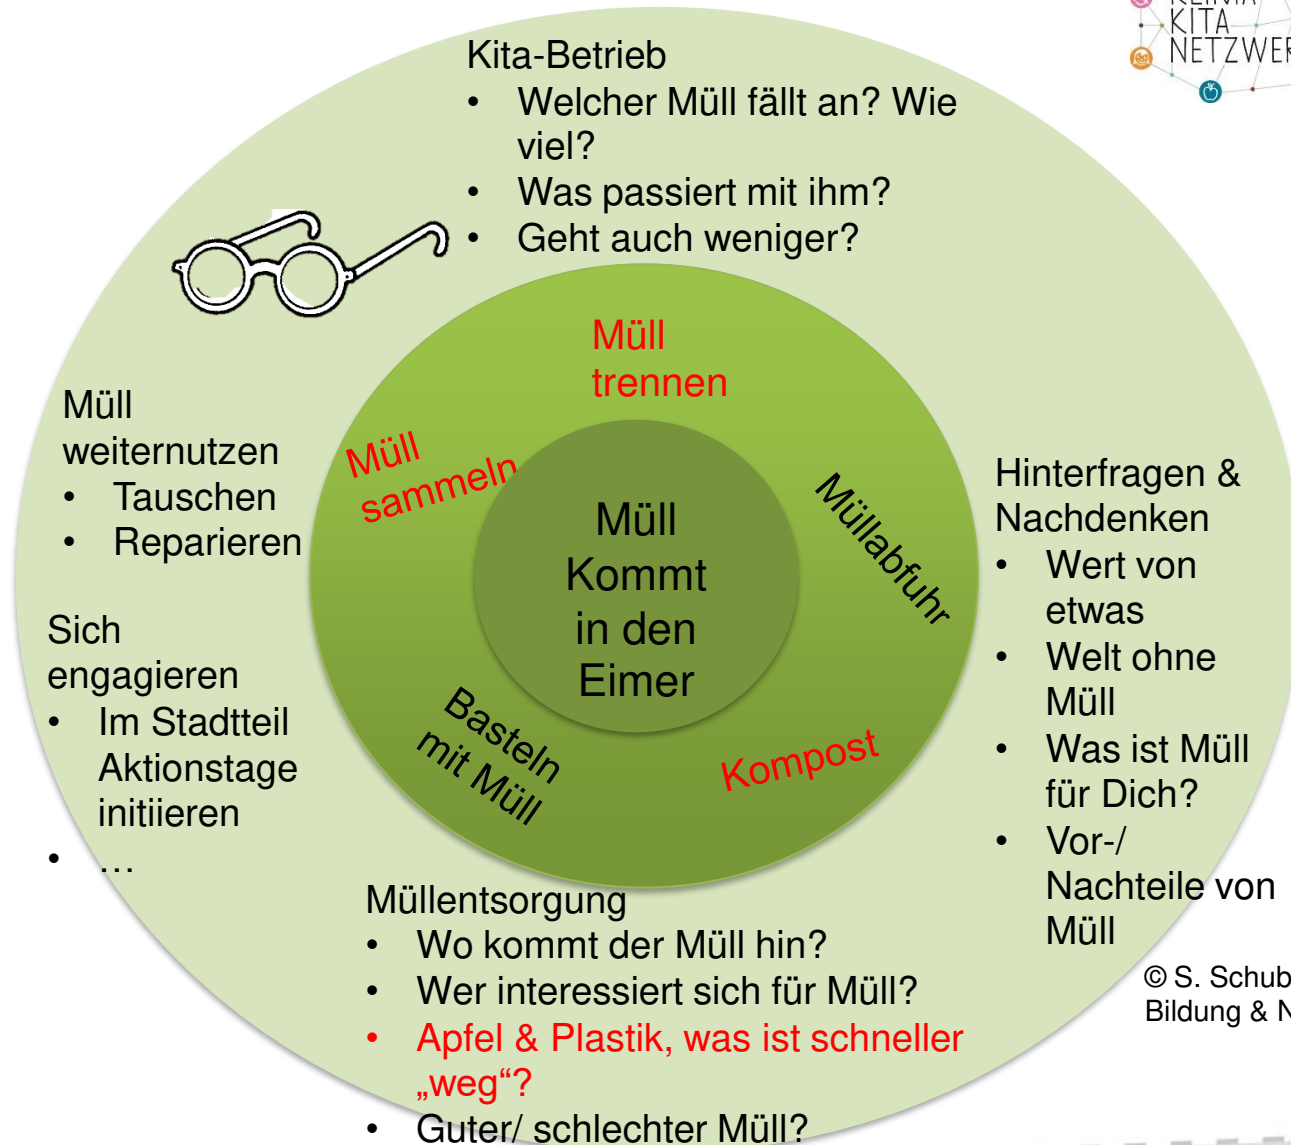 KITA
Kita-Betrieb
• Welcher Müll fällt an? Wie
viel?
• Was passiert mit ihm?
• Geht auch weniger?
Müll
trennen
Müll
sammeln
Müll
Kommt
in den
Eimer
Müllabfuhr
Basteln
mit Müll
Kompost
Müll
weiternutzen
• Tauschen
• Reparieren
Sich
engagieren
• Im Stadtteil
Aktionstage
initiieren
• …
Hinterfragen &
Nachdenken
• Wert von
etwas
• Welt ohne
Müll
• Was ist Müll
für Dich?
• Vor-/
Nachteile von
Müll
Müllentsorgung
• Wo kommt der Müll hin?
• Wer interessiert sich für Müll?
• Apfel & Plastik, was ist schneller
„weg“?
• Guter/ schlechter Müll?
© S. Schub
Bildung & N